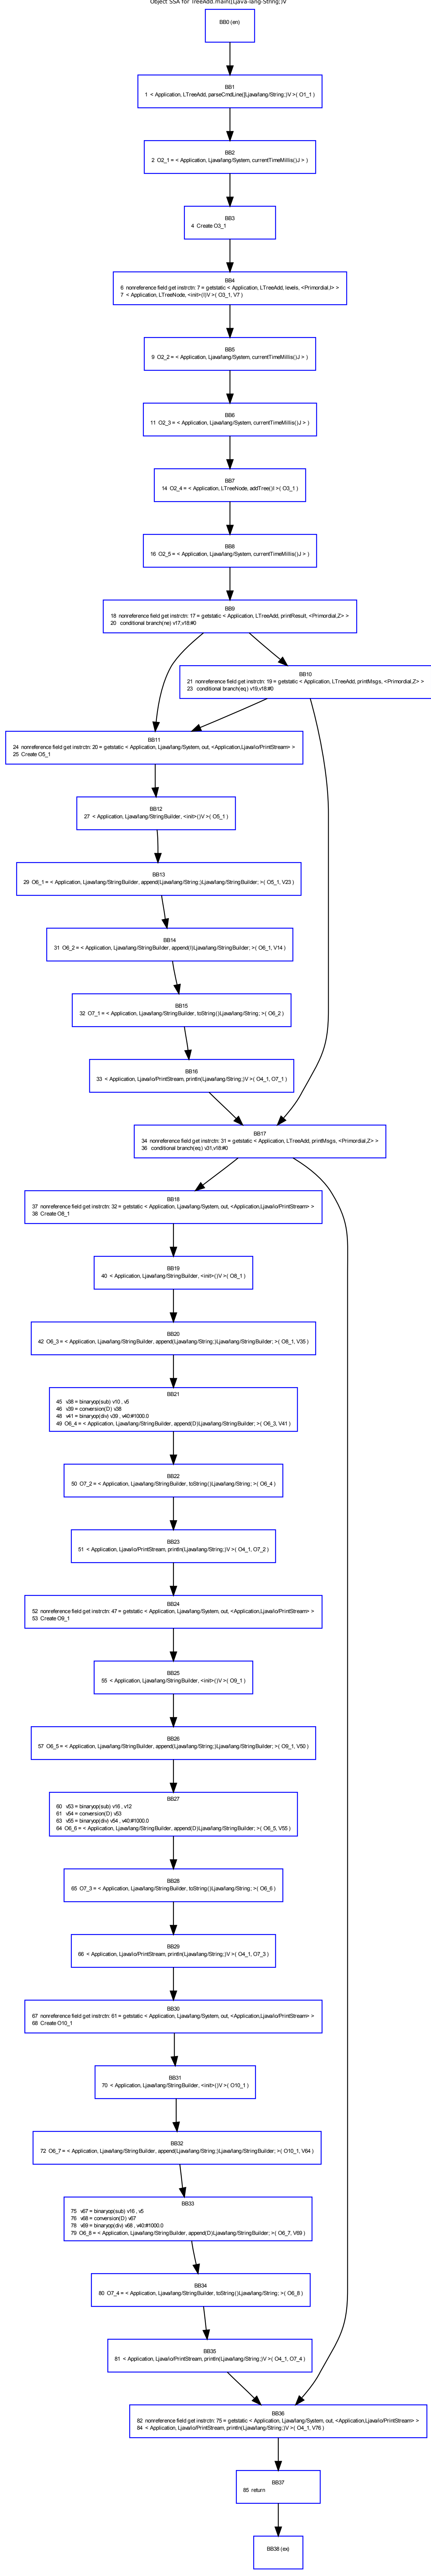 Object SSA for TreeAdd.main([Ljava-lang-String;)V
BB0 (en)
BB1
1 < Application, LTreeAdd, parseCmdLine([Ljava/lang/String;)V >( O1_1 )
BB2
2 O2_1 = < Application, Ljava/lang/System, currentTimeMillis()J > ( )
BB3
4 Create O3_1
BB4
6 nonreference field get instrctn: 7 = getstatic < Application, LTreeAdd, levels, <Primordial,I> >
7 < Application, LTreeNode, <init>(I)V >( O3_1, V7 )
BB5
9 O2_2 = < Application, Ljava/lang/System, currentTimeMillis()J > ( )
BB6
11 O2_3 = < Application, Ljava/lang/System, currentTimeMillis()J > ( )
BB7
14 O2_4 = < Application, LTreeNode, addTree()I >( O3_1 )
BB8
16 O2_5 = < Application, Ljava/lang/System, currentTimeMillis()J > ( )
BB9
18 nonreference field get instrctn: 17 = getstatic < Application, LTreeAdd, printResult, <Primordial,Z> >
20 conditional branch(ne) v17,v18:#0
BB10
21 nonreference field get instrctn: 19 = getstatic < Application, LTreeAdd, printMsgs, <Primordial,Z> >
23 conditional branch(eq) v19,v18:#0
BB11
24 nonreference field get instrctn: 20 = getstatic < Application, Ljava/lang/System, out, <Application,Ljava/io/PrintStream> >
25 Create O5_1
BB12
27 < Application, Ljava/lang/StringBuilder, <init>()V >( O5_1 )
BB13
29 O6_1 = < Application, Ljava/lang/StringBuilder, append(Ljava/lang/String;)Ljava/lang/StringBuilder; >( O5_1, V23 )
BB14
31 O6_2 = < Application, Ljava/lang/StringBuilder, append(I)Ljava/lang/StringBuilder; >( O6_1, V14 )
BB15
32 O7_1 = < Application, Ljava/lang/StringBuilder, toString()Ljava/lang/String; >( O6_2 )
BB16
33 < Application, Ljava/io/PrintStream, println(Ljava/lang/String;)V >( O4_1, O7_1 )
BB17
34 nonreference field get instrctn: 31 = getstatic < Application, LTreeAdd, printMsgs, <Primordial,Z> >
36 conditional branch(eq) v31,v18:#0
BB18
37 nonreference field get instrctn: 32 = getstatic < Application, Ljava/lang/System, out, <Application,Ljava/io/PrintStream> >
38 Create O8_1
BB19
40 < Application, Ljava/lang/StringBuilder, <init>()V >( O8_1 )
BB20
42 O6_3 = < Application, Ljava/lang/StringBuilder, append(Ljava/lang/String;)Ljava/lang/StringBuilder; >( O8_1, V35 )
BB21
45 v38 = binaryop(sub) v10 , v5
46 v39 = conversion(D) v38
48 v41 = binaryop(div) v39 , v40:#1000.0
49 O6_4 = < Application, Ljava/lang/StringBuilder, append(D)Ljava/lang/StringBuilder; >( O6_3, V41 )
BB22
50 O7_2 = < Application, Ljava/lang/StringBuilder, toString()Ljava/lang/String; >( O6_4 )
BB23
51 < Application, Ljava/io/PrintStream, println(Ljava/lang/String;)V >( O4_1, O7_2 )
BB24
52 nonreference field get instrctn: 47 = getstatic < Application, Ljava/lang/System, out, <Application,Ljava/io/PrintStream> >
53 Create O9_1
BB25
55 < Application, Ljava/lang/StringBuilder, <init>()V >( O9_1 )
BB26
57 O6_5 = < Application, Ljava/lang/StringBuilder, append(Ljava/lang/String;)Ljava/lang/StringBuilder; >( O9_1, V50 )
BB27
60 v53 = binaryop(sub) v16 , v12
61 v54 = conversion(D) v53
63 v55 = binaryop(div) v54 , v40:#1000.0
64 O6_6 = < Application, Ljava/lang/StringBuilder, append(D)Ljava/lang/StringBuilder; >( O6_5, V55 )
BB28
65 O7_3 = < Application, Ljava/lang/StringBuilder, toString()Ljava/lang/String; >( O6_6 )
BB29
66 < Application, Ljava/io/PrintStream, println(Ljava/lang/String;)V >( O4_1, O7_3 )
BB30
67 nonreference field get instrctn: 61 = getstatic < Application, Ljava/lang/System, out, <Application,Ljava/io/PrintStream> >
68 Create O10_1
BB31
70 < Application, Ljava/lang/StringBuilder, <init>()V >( O10_1 )
BB32
72 O6_7 = < Application, Ljava/lang/StringBuilder, append(Ljava/lang/String;)Ljava/lang/StringBuilder; >( O10_1, V64 )
BB33
75 v67 = binaryop(sub) v16 , v5
76 v68 = conversion(D) v67
78 v69 = binaryop(div) v68 , v40:#1000.0
79 O6_8 = < Application, Ljava/lang/StringBuilder, append(D)Ljava/lang/StringBuilder; >( O6_7, V69 )
BB34
80 O7_4 = < Application, Ljava/lang/StringBuilder, toString()Ljava/lang/String; >( O6_8 )
BB35
81 < Application, Ljava/io/PrintStream, println(Ljava/lang/String;)V >( O4_1, O7_4 )
BB36
82 nonreference field get instrctn: 75 = getstatic < Application, Ljava/lang/System, out, <Application,Ljava/io/PrintStream> >
84 < Application, Ljava/io/PrintStream, println(Ljava/lang/String;)V >( O4_1, V76 )
BB37
85 return
BB38 (ex)